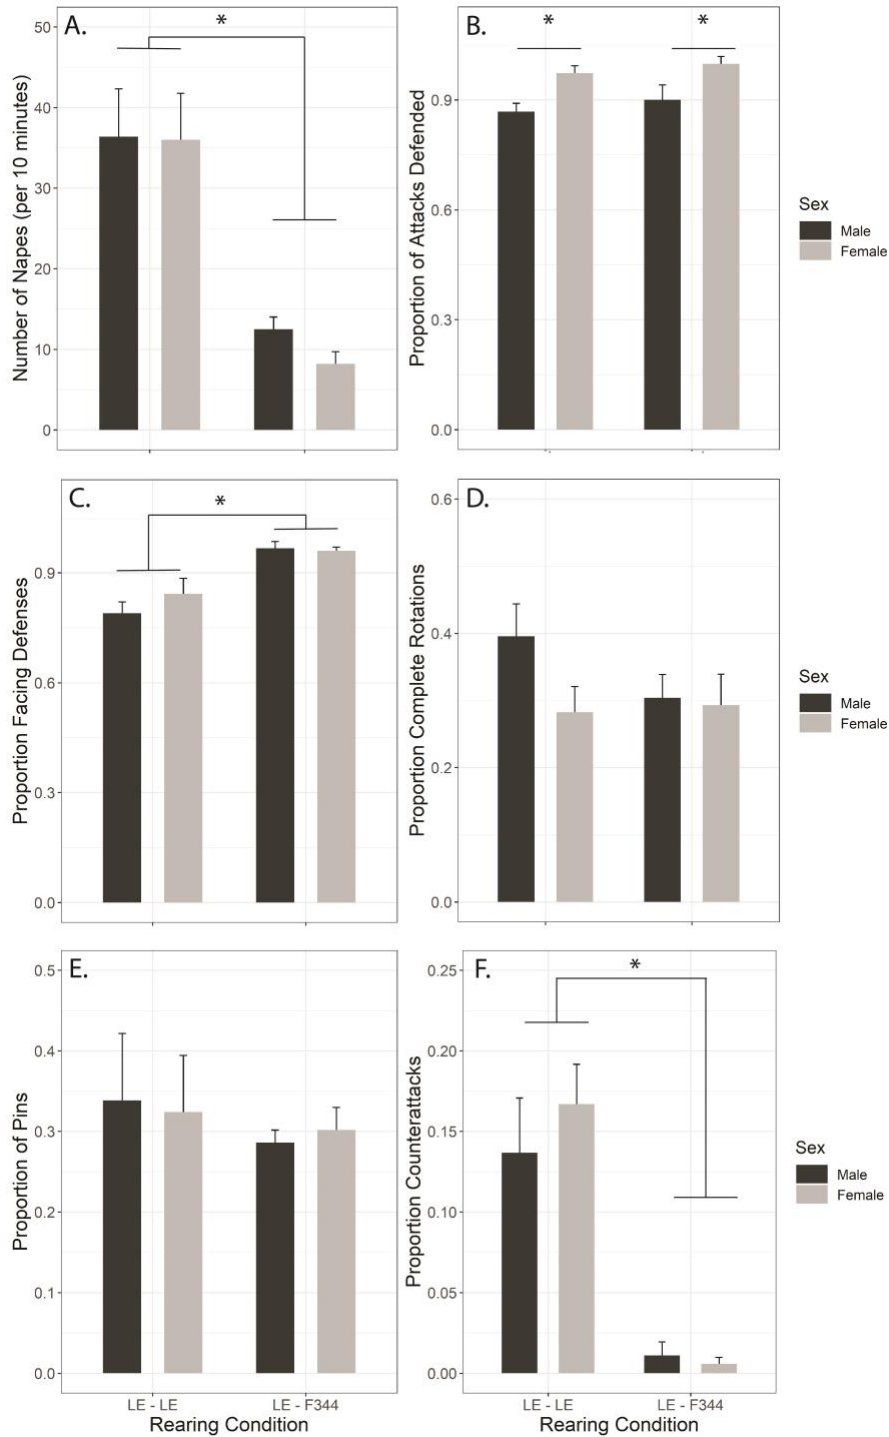 A.
*
50
40
30
20
10
0
Number of Napes (per 10 minutes)
B.
*
*
0.9
0.6
0.3
0.0
Proportion of Attacks Defended
Sex
Male
Female
C.
*
0.9
0.6
0.3
0.0
Proportion Facing Defenses
D.
0.6
0.4
0.2
0.0
Proportion Complete Rotations
Sex
Male
Female
E.
0.5
0.4
0.3
0.2
0.1
0.0
Proportion of Pins
LE - LE
LE - F344
Rearing Condition
F.
*
0.25
0.20
0.15
0.10
0.05
0.00
Proportion Counterattacks
LE - LE
LE - F344
Rearing Condition
Sex
Male
Female